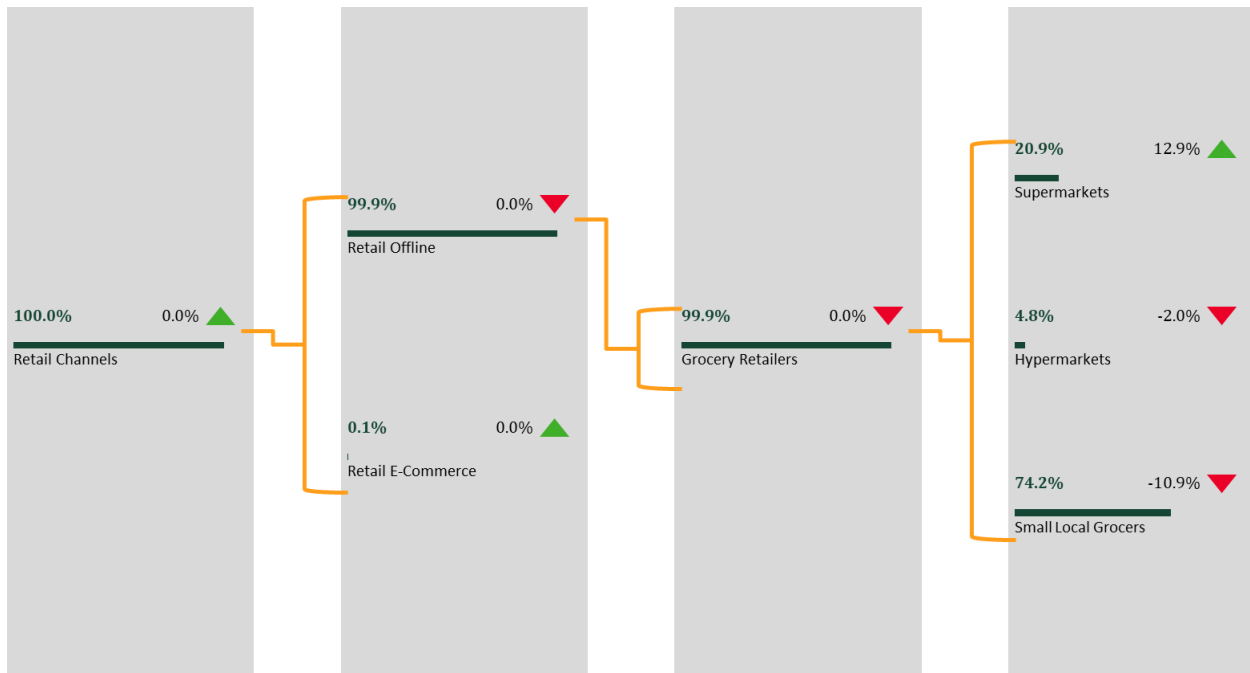 100.0% 0.0%
Retail Channels
99.9% 0.0%
Retail Offline
0.1% 0.0%
Retail E-Commerce
99.9% 0.0%
Grocery Retailers
20.9% 12.9%
Supermarkets
4.8% -2.0%
Hypermarkets
74.2% -10.9%
Small Local Grocers